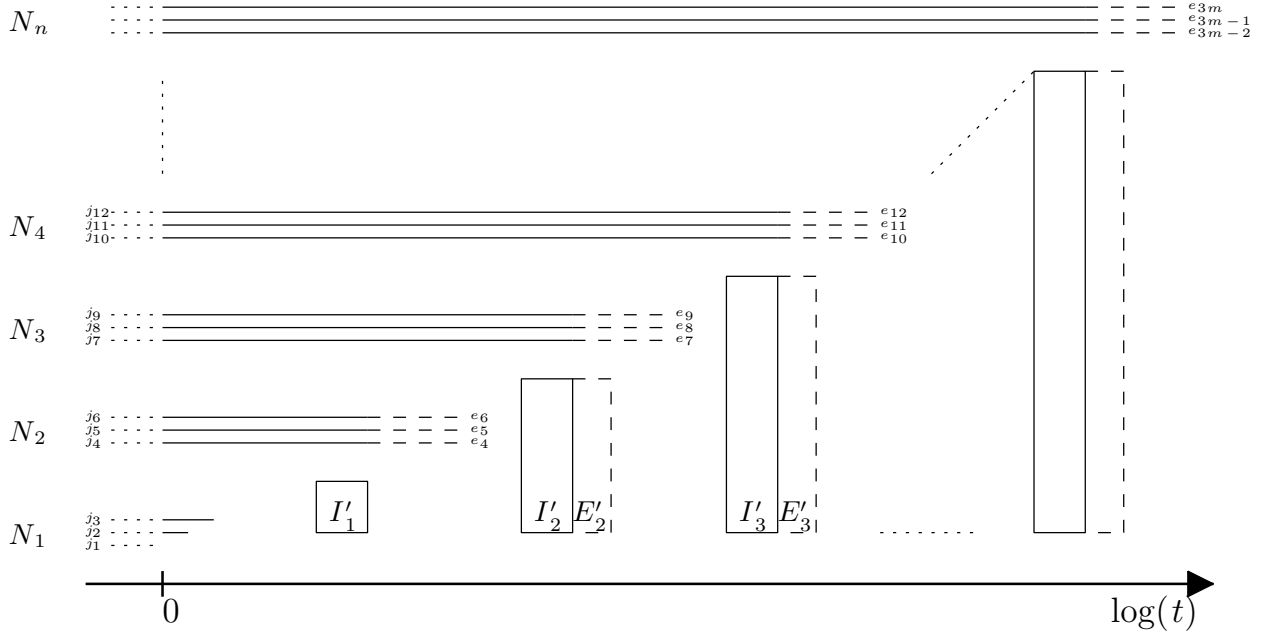 N_n e_{3m}
e_{3m-1}
e_{3m-2}
N_4 j_{12} e_{12}
j_{11} e_{11}
j_{10} e_{10}
N_3 j_9 e_9
j_8 e_8
j_7 e_7
N_2 j_6 e_6
j_5 e_5
j_4 e_4
I'_1 I'_2 E'_2 I'_3 E'_3
N_1 j_3
j_2
j_1
0 log(t)